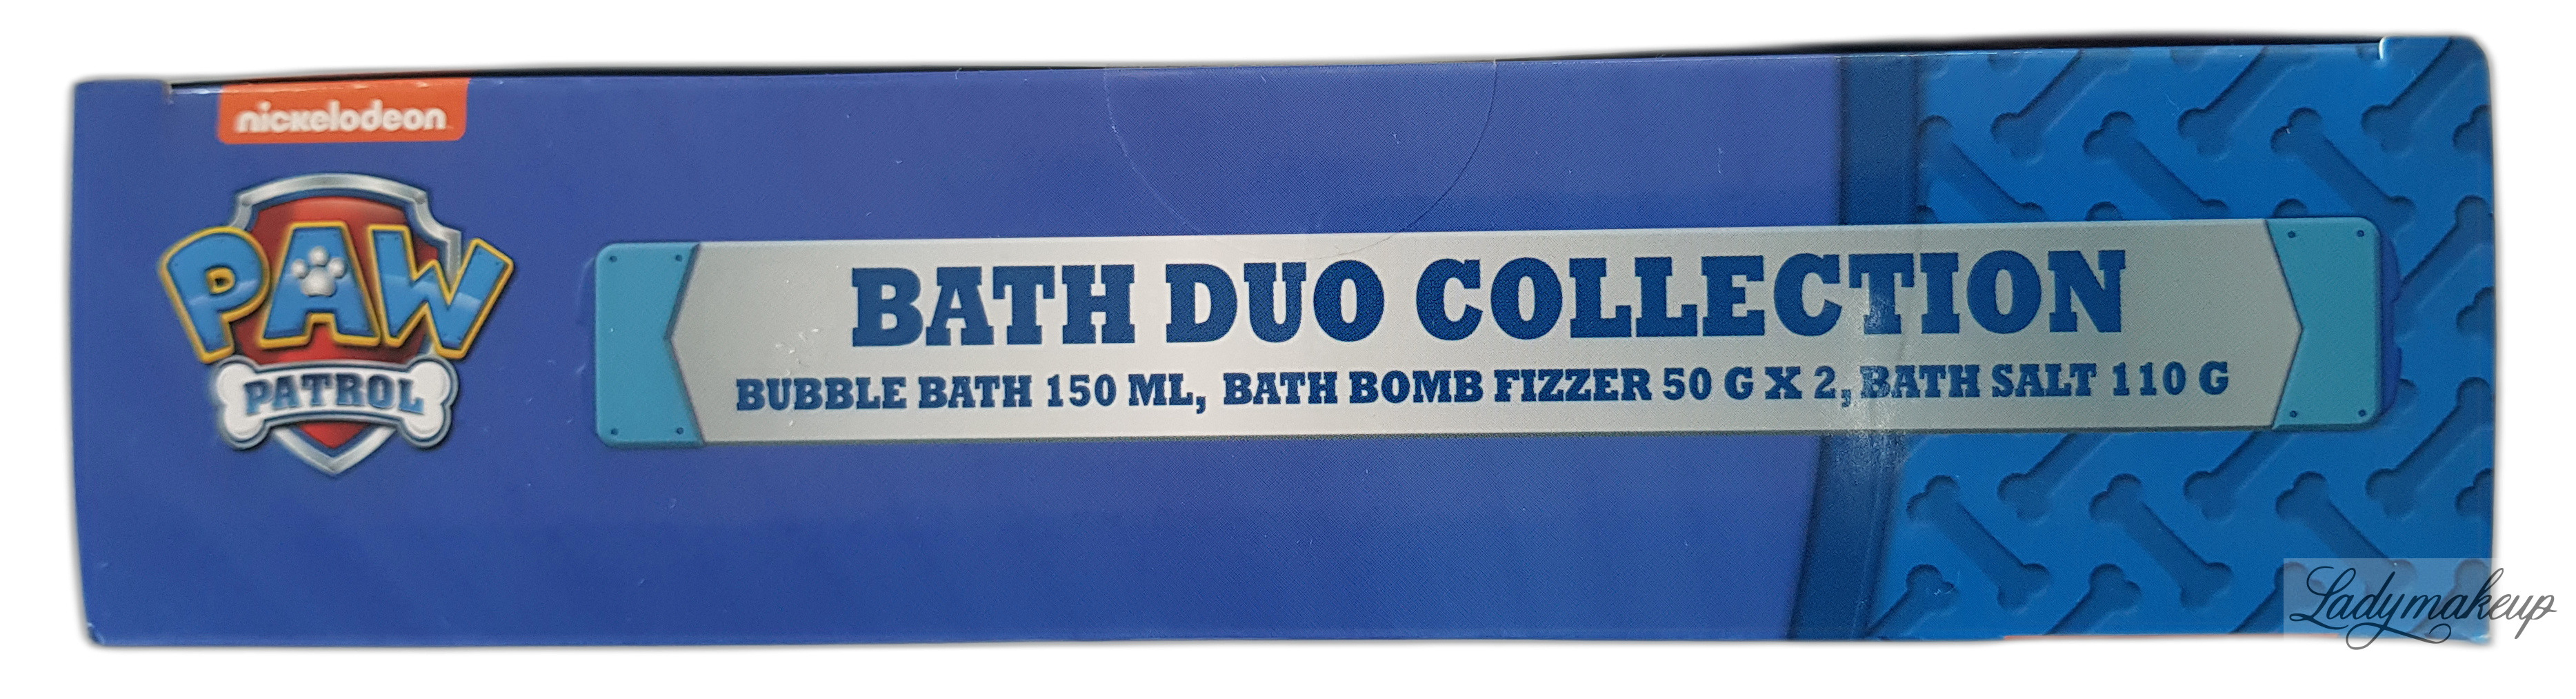 nickelodeon
PAW
PATROL
BATH DUO COLLECTION
BUBBLE BATH 150 ML, BATH BOMB FIZZER 50 G X 2, BATH SALT 110 G
Ladymakeup